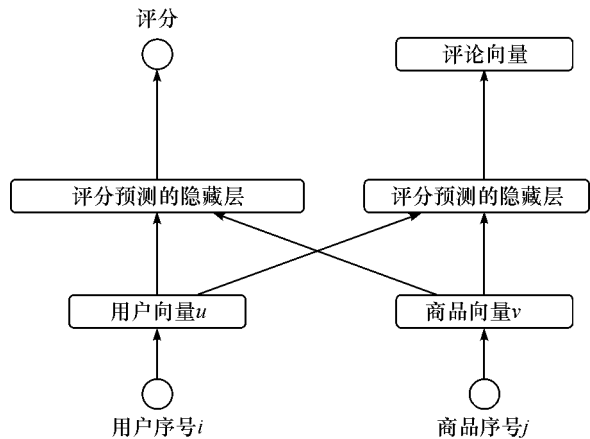 评分
评论向量
评分预测的隐藏层
评分预测的隐藏层
用户向量u
商品向量v
用户序号i
商品序号j